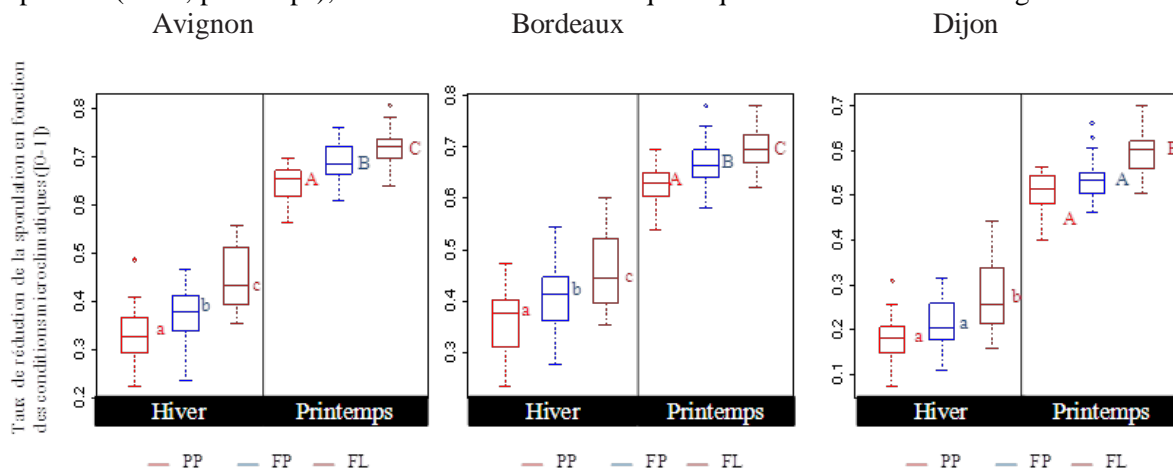 Avignon Bordeaux Dijon
Taux de réduction de la sporulation en fonction
des conditions microclimatiques ([0-1])
0.8 0.8 0.7
0.7 0.7 0.6
0.6 0.6 0.5
0.5 0.5 0.4
0.4 0.4 0.3
0.3 0.3 0.2
0.2 0.1
a b c A B C
a b c A B C
a a b A A B
Hiver Printemps Hiver Printemps Hiver Printemps
PP FP FL PP FP FL PP FP FL